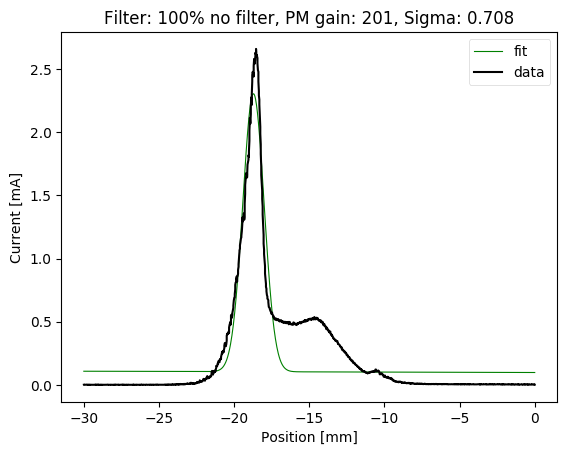 Filter: 100% no filter, PM gain: 201, Sigma: 0.708
fit
data
2.5
2.0
1.5
1.0
0.5
0.0
Current [mA]
−30 −25 −20 −15 −10 −5 0
Position [mm]